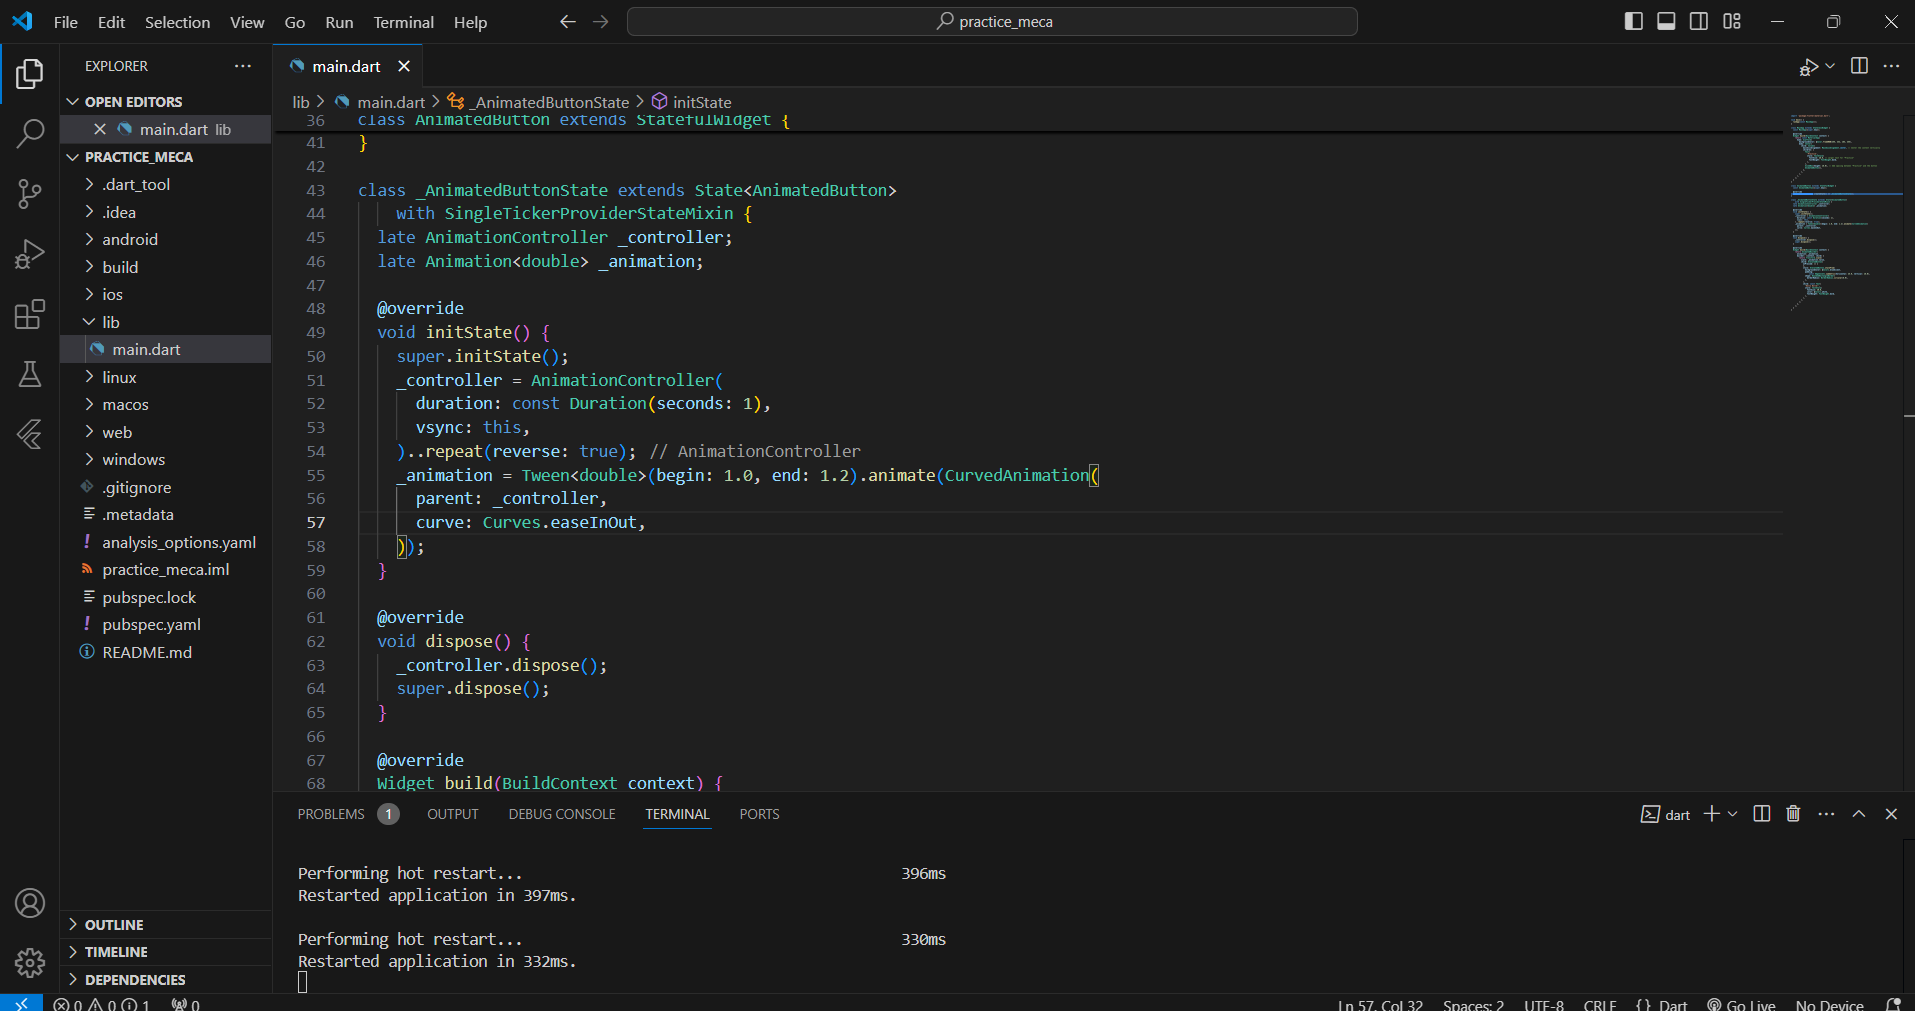 File Edit Selection View Go Run Terminal Help
practice_meca
EXPLORER
OPEN EDITORS
main.dart lib
PRACTICE_MECA
.dart_tool
.idea
android
build
ios
lib
main.dart
linux
macos
web
windows
.gitignore
.metadata
analysis_options.yaml
practice_meca.iml
pubspec.lock
pubspec.yaml
README.md
OUTLINE
TIMELINE
DEPENDENCIES
main.dart
lib > main.dart > _AnimatedButtonState > initState
36 class AnimatedButton extends StatefulWidget {
41 }
42
43 class _AnimatedButtonState extends State<AnimatedButton>
44 with SingleTickerProviderStateMixin {
45 late AnimationController _controller;
46 late Animation<double> _animation;
47
48 @override
49 void initState() {
50 super.initState();
51 _controller = AnimationController(
52 duration: const Duration(seconds: 1),
53 vsync: this,
54 )..repeat(reverse: true); // AnimationController
55 _animation = Tween<double>(begin: 1.0, end: 1.2).animate(CurvedAnimation(
56 parent: _controller,
57 curve: Curves.easeInOut,
58 ));
59 }
60
61 @override
62 void dispose() {
63 _controller.dispose();
64 super.dispose();
65 }
66
67 @override
68 Widget build(BuildContext context) {
PROBLEMS 1 OUTPUT DEBUG CONSOLE TERMINAL PORTS
dart
Performing hot restart... 396ms
Restarted application in 397ms.
Performing hot restart... 330ms
Restarted application in 332ms.
0 0 1 0
Ln 57, Col 32 Spaces: 2 UTF-8 CRLF {} Dart Go Live No Device